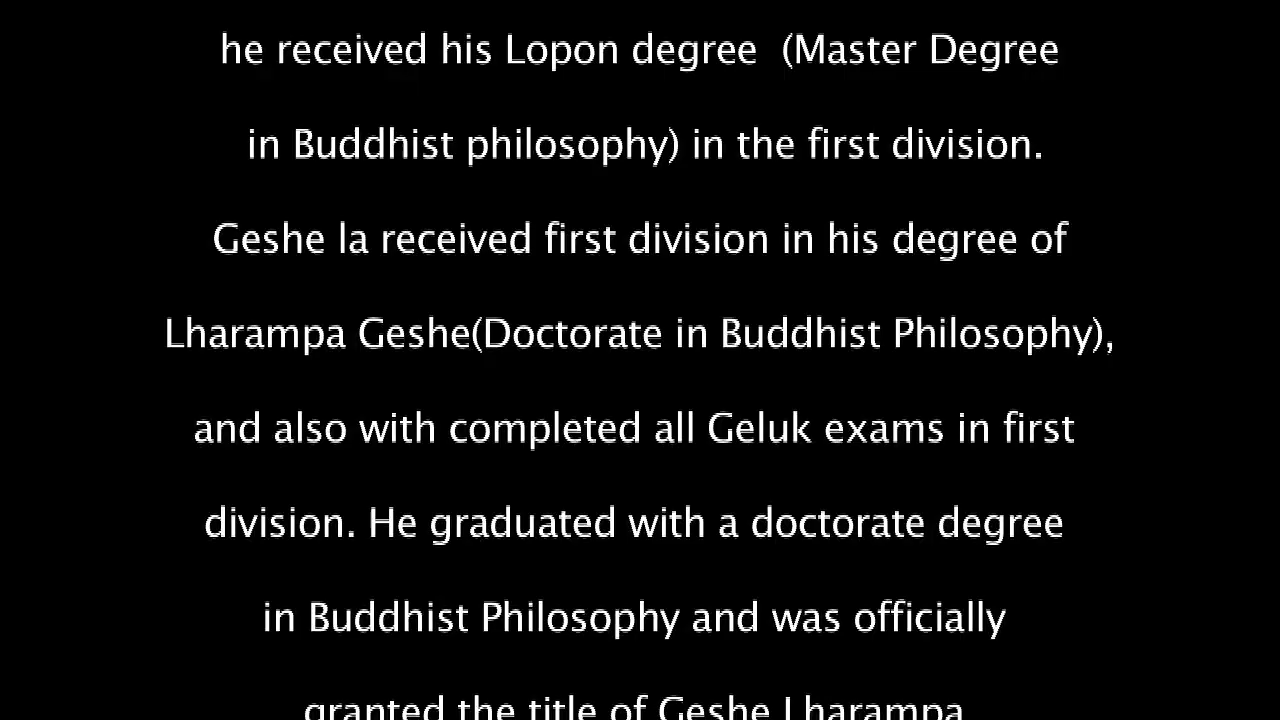 he received his Lopon degree  (Master Degree
in Buddhist philosophy) in the first division.
Geshe la received first division in his degree of
Lharampa Geshe(Doctorate in Buddhist Philosophy),
and also with completed all Geluk exams in first
division. He graduated with a doctorate degree
in Buddhist Philosophy and was officially
granted the title of Geshe Lharampa